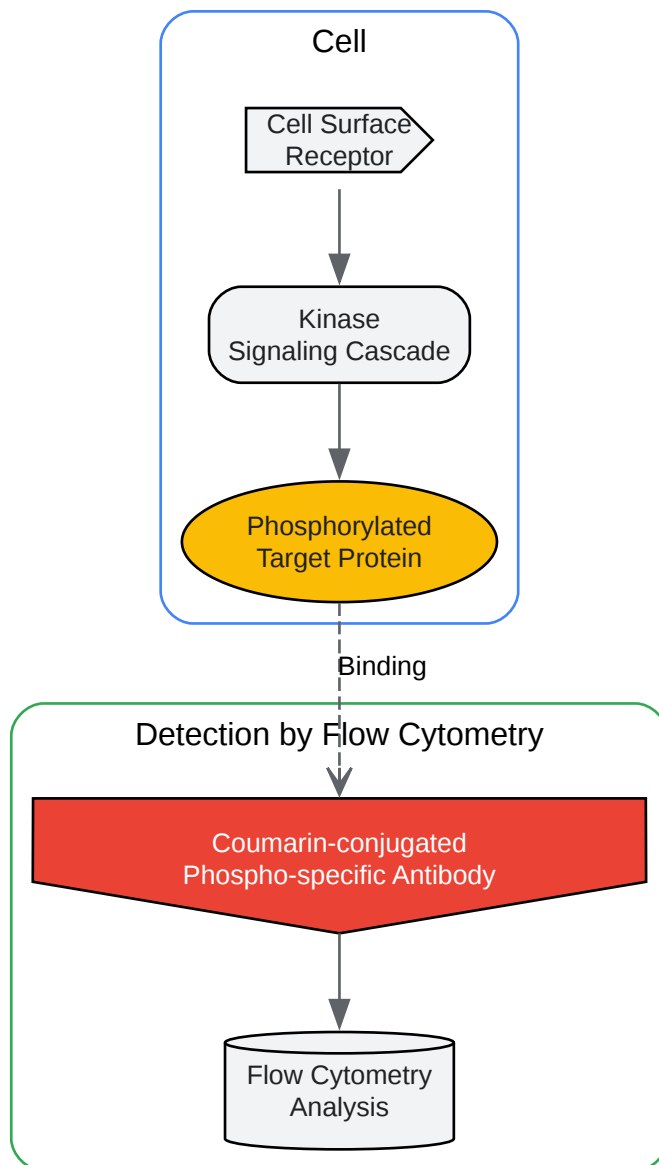 Cell
Cell Surface
Receptor
Kinase
Signaling Cascade
Phosphorylated
Target Protein
Binding
Detection by Flow Cytometry
Coumarin-conjugated
Phospho-specific Antibody
Flow Cytometry
Analysis